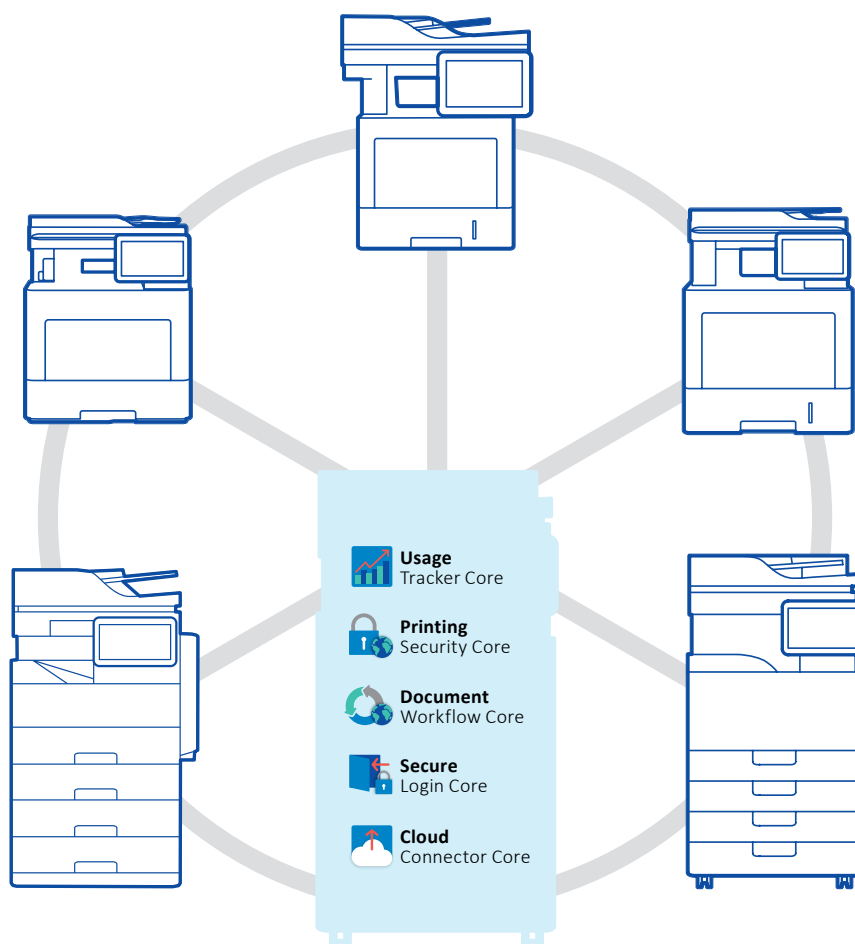 Usage
Tracker Core
Printing
Security Core
Document
Workflow Core
Secure
Login Core
Cloud
Connector Core